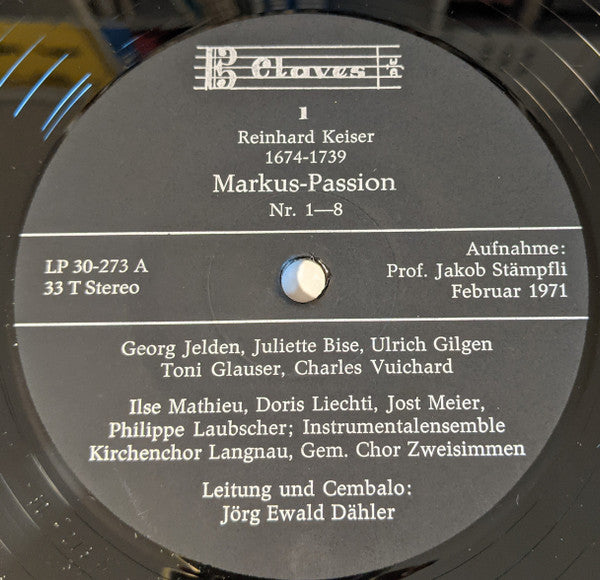 Claves
1
Reinhard Keiser
1674-1739
Markus-Passion
Nr. 1—8
LP 30-273 A
33 T Stereo
Aufnahme:
Prof. Jakob Stämpfli
Februar 1971
Georg Jelden, Juliette Bise, Ulrich Gilgen
Toni Glauser, Charles Vuichard
Ilse Mathieu, Doris Liechti, Jost Meier,
Philippe Laubscher; Instrumentalensemble
Kirchenchor Langnau, Gem. Chor Zweisimmen
Leitung und Cembalo:
Jörg Ewald Dähler